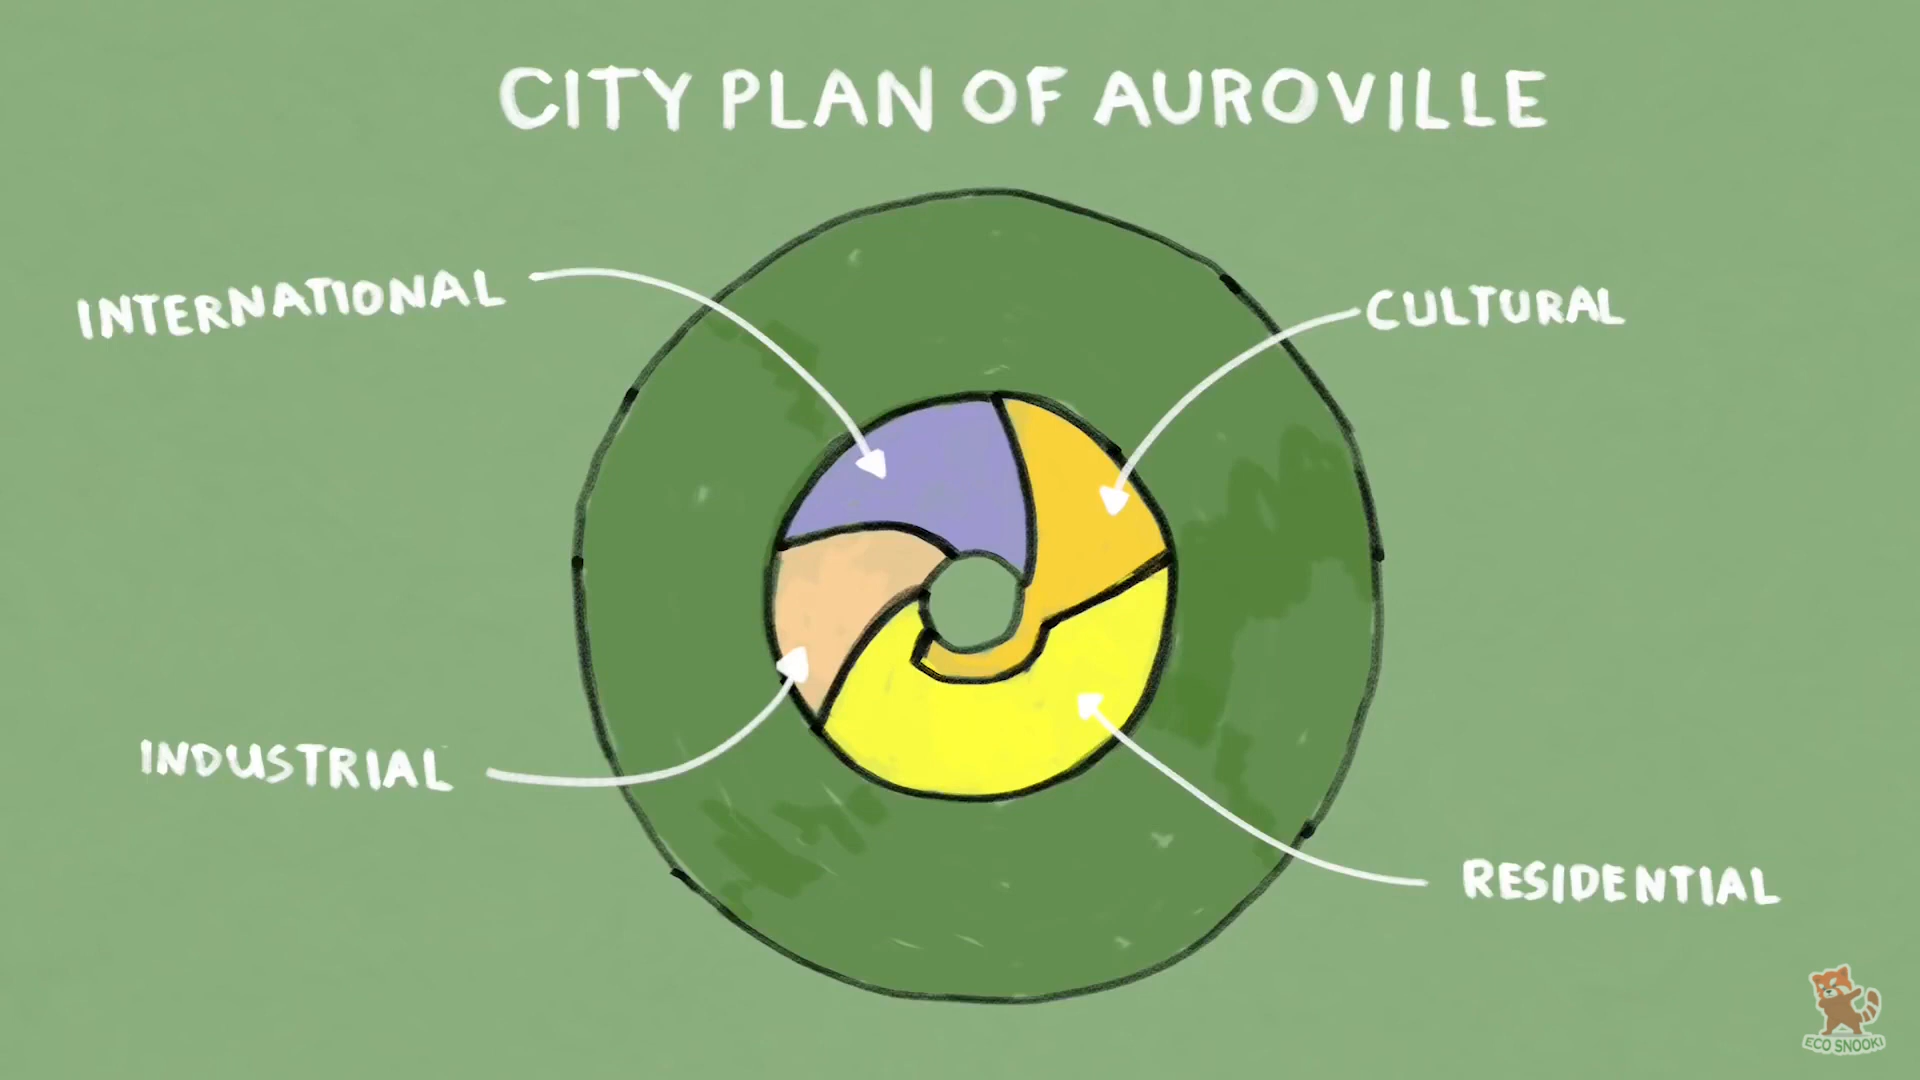 CITY PLAN OF AUROVILLE
INTERNATIONAL
CULTURAL
INDUSTRIAL
RESIDENTIAL
ECO SNOOKI